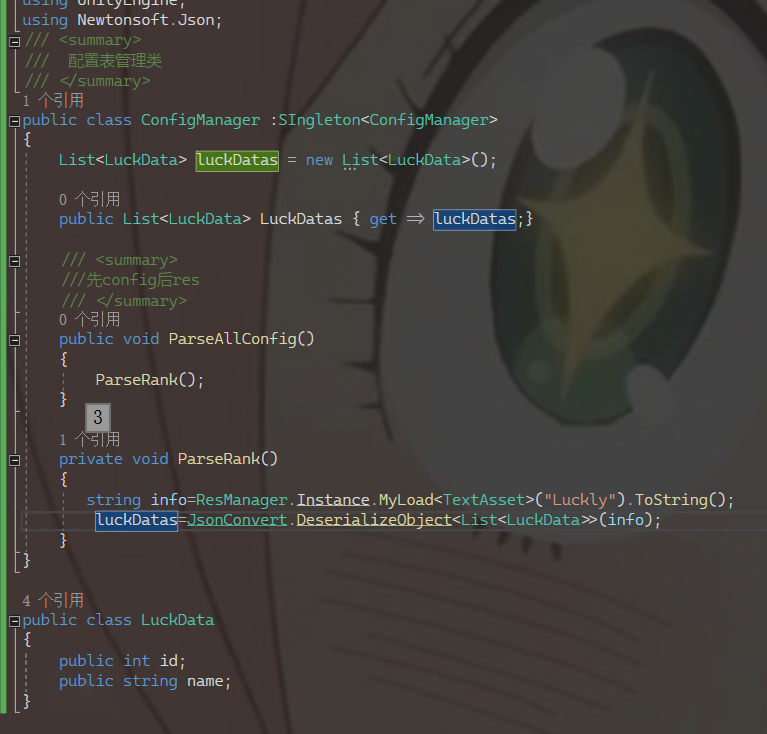 using UnityEngine;
using Newtonsoft.Json;
/// <summary>
///  配置表管理类
/// </summary>
1 个引用
public class ConfigManager :SIngleton<ConfigManager>
{
List<LuckData> luckDatas = new List<LuckData>();
0 个引用
public List<LuckData> LuckDatas { get => luckDatas;}
/// <summary>
///先config后res
/// </summary>
0 个引用
public void ParseAllConfig()
{
ParseRank();
}
3
1 个引用
private void ParseRank()
{
string info=ResManager.Instance.MyLoad<TextAsset>("Luckly").ToString();
luckDatas=JsonConvert.DeserializeObject<List<LuckData>>(info);
}
}
4 个引用
public class LuckData
{
public int id;
public string name;
}